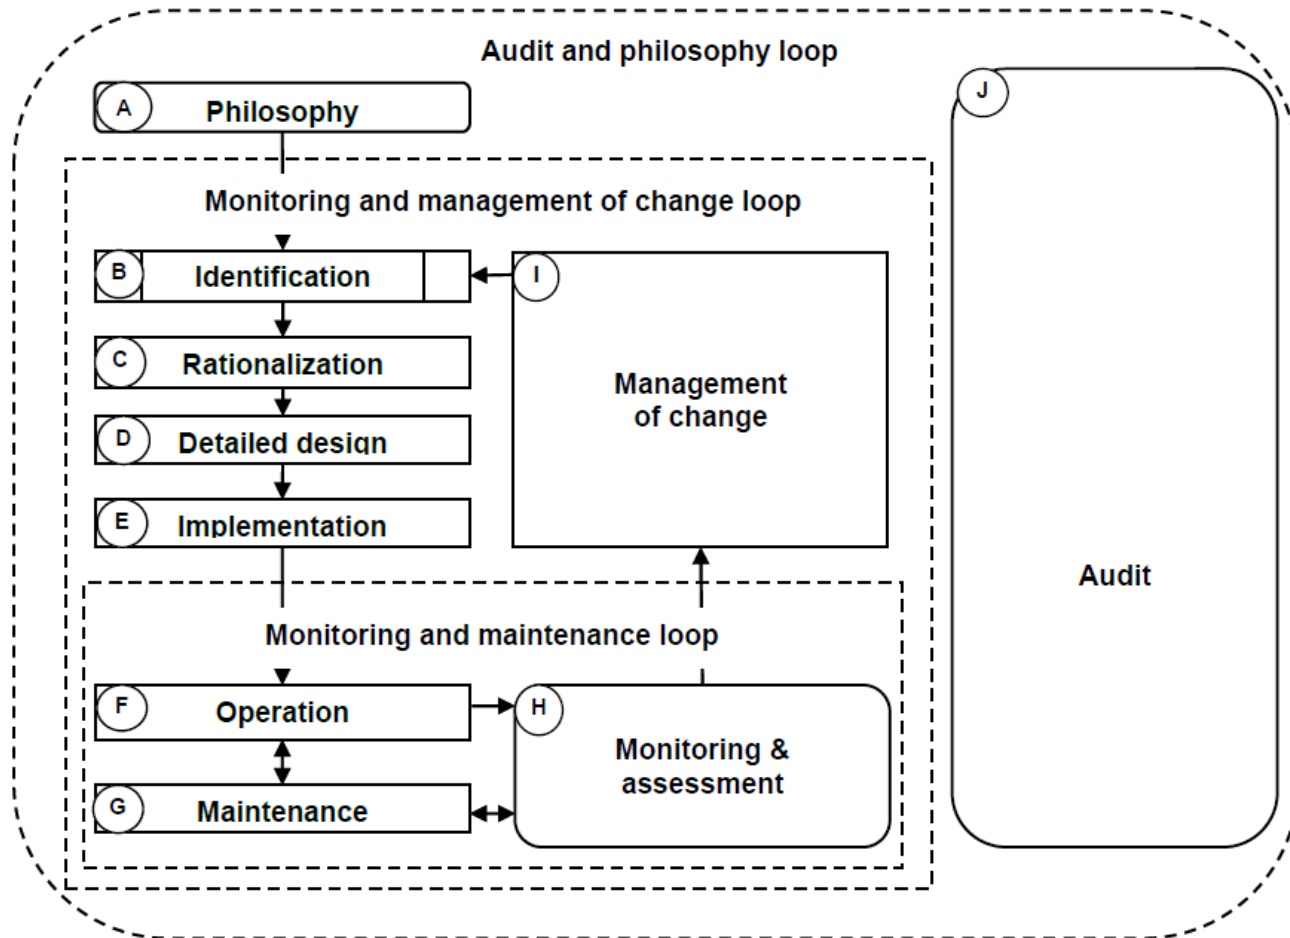 Audit and philosophy loop
A
Philosophy
J
Monitoring and management of change loop
B
Identification
I
C
Rationalization
Management
of change
D
Detailed design
E
Implementation
Audit
Monitoring and maintenance loop
F
Operation
H
Monitoring &
assessment
G
Maintenance